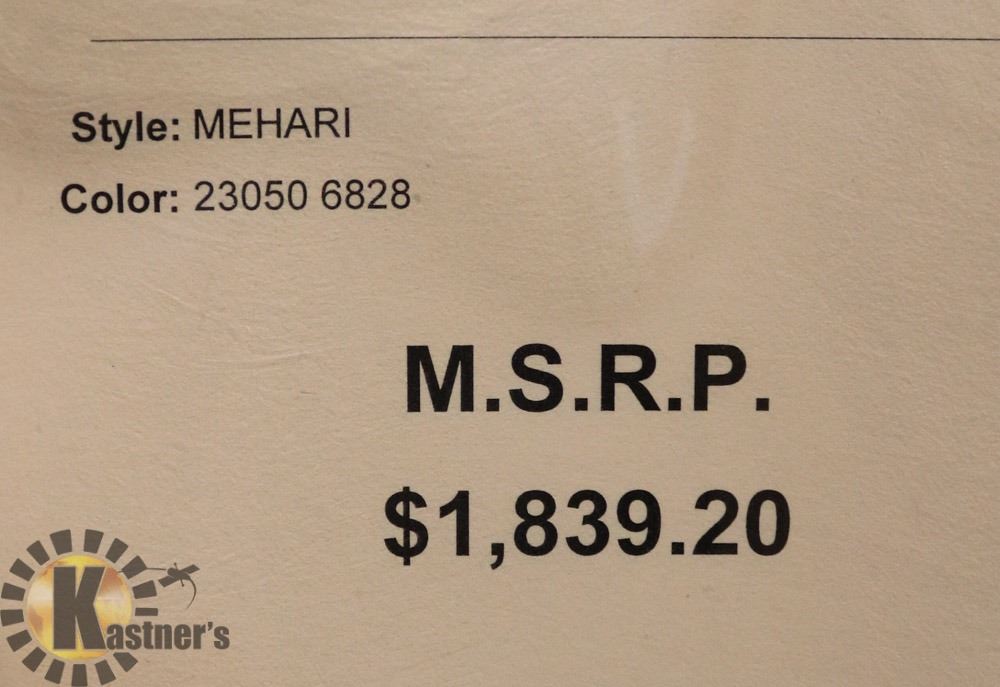 Style: MEHARI
Color: 23050 6828
M.S.R.P.
$1,839.20
Kastner's